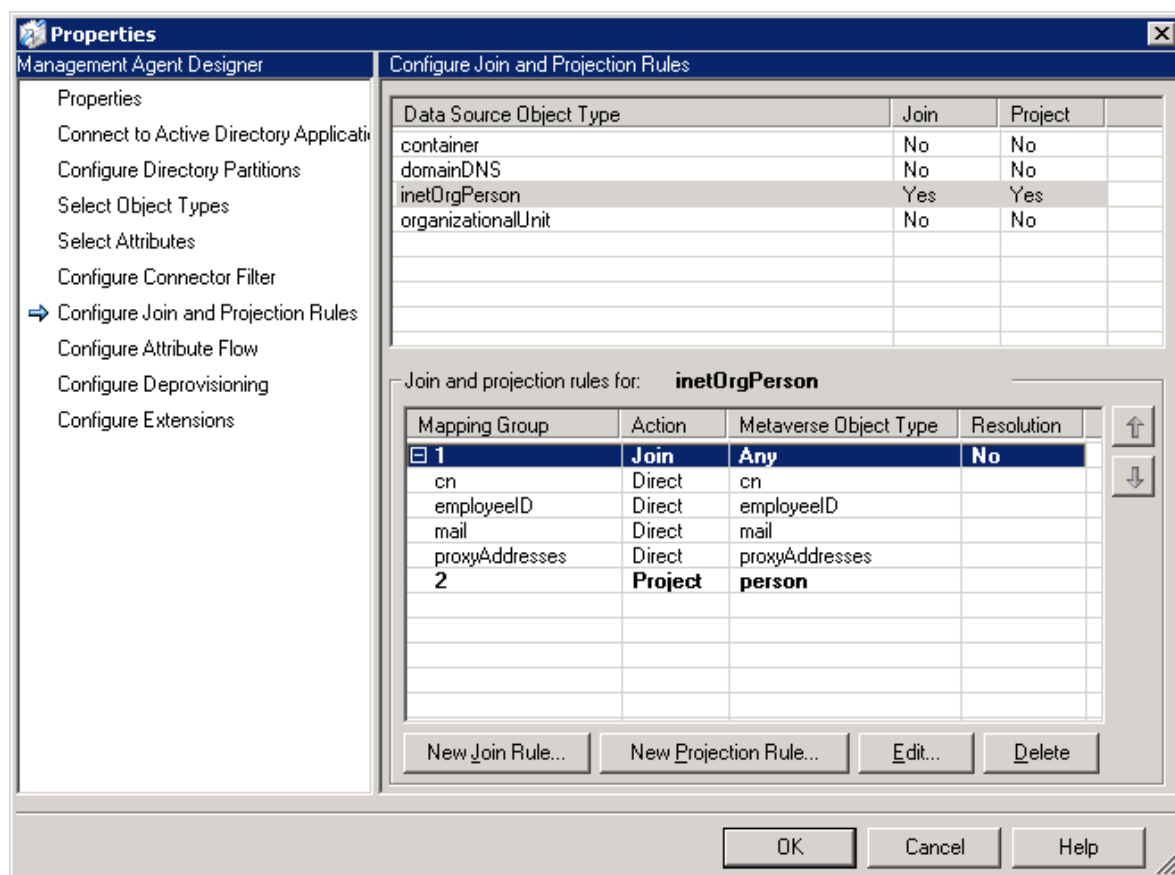 Properties
Management Agent Designer
Properties
Connect to Active Directory Applicati
Configure Directory Partitions
Select Object Types
Select Attributes
Configure Connector Filter
Configure Join and Projection Rules
Configure Attribute Flow
Configure Deprovisioning
Configure Extensions
Configure Join and Projection Rules
Data Source Object Type Join Project
container No No
domainDNS No No
inetOrgPerson Yes Yes
organizationalUnit No No
Join and projection rules for: inetOrgPerson
Mapping Group Action Metaverse Object Type Resolution
1 Join Any No
cn Direct cn
employeeID Direct employeeID
mail Direct mail
proxyAddresses Direct proxyAddresses
2 Project person
New Join Rule... New Projection Rule... Edit... Delete
OK Cancel Help